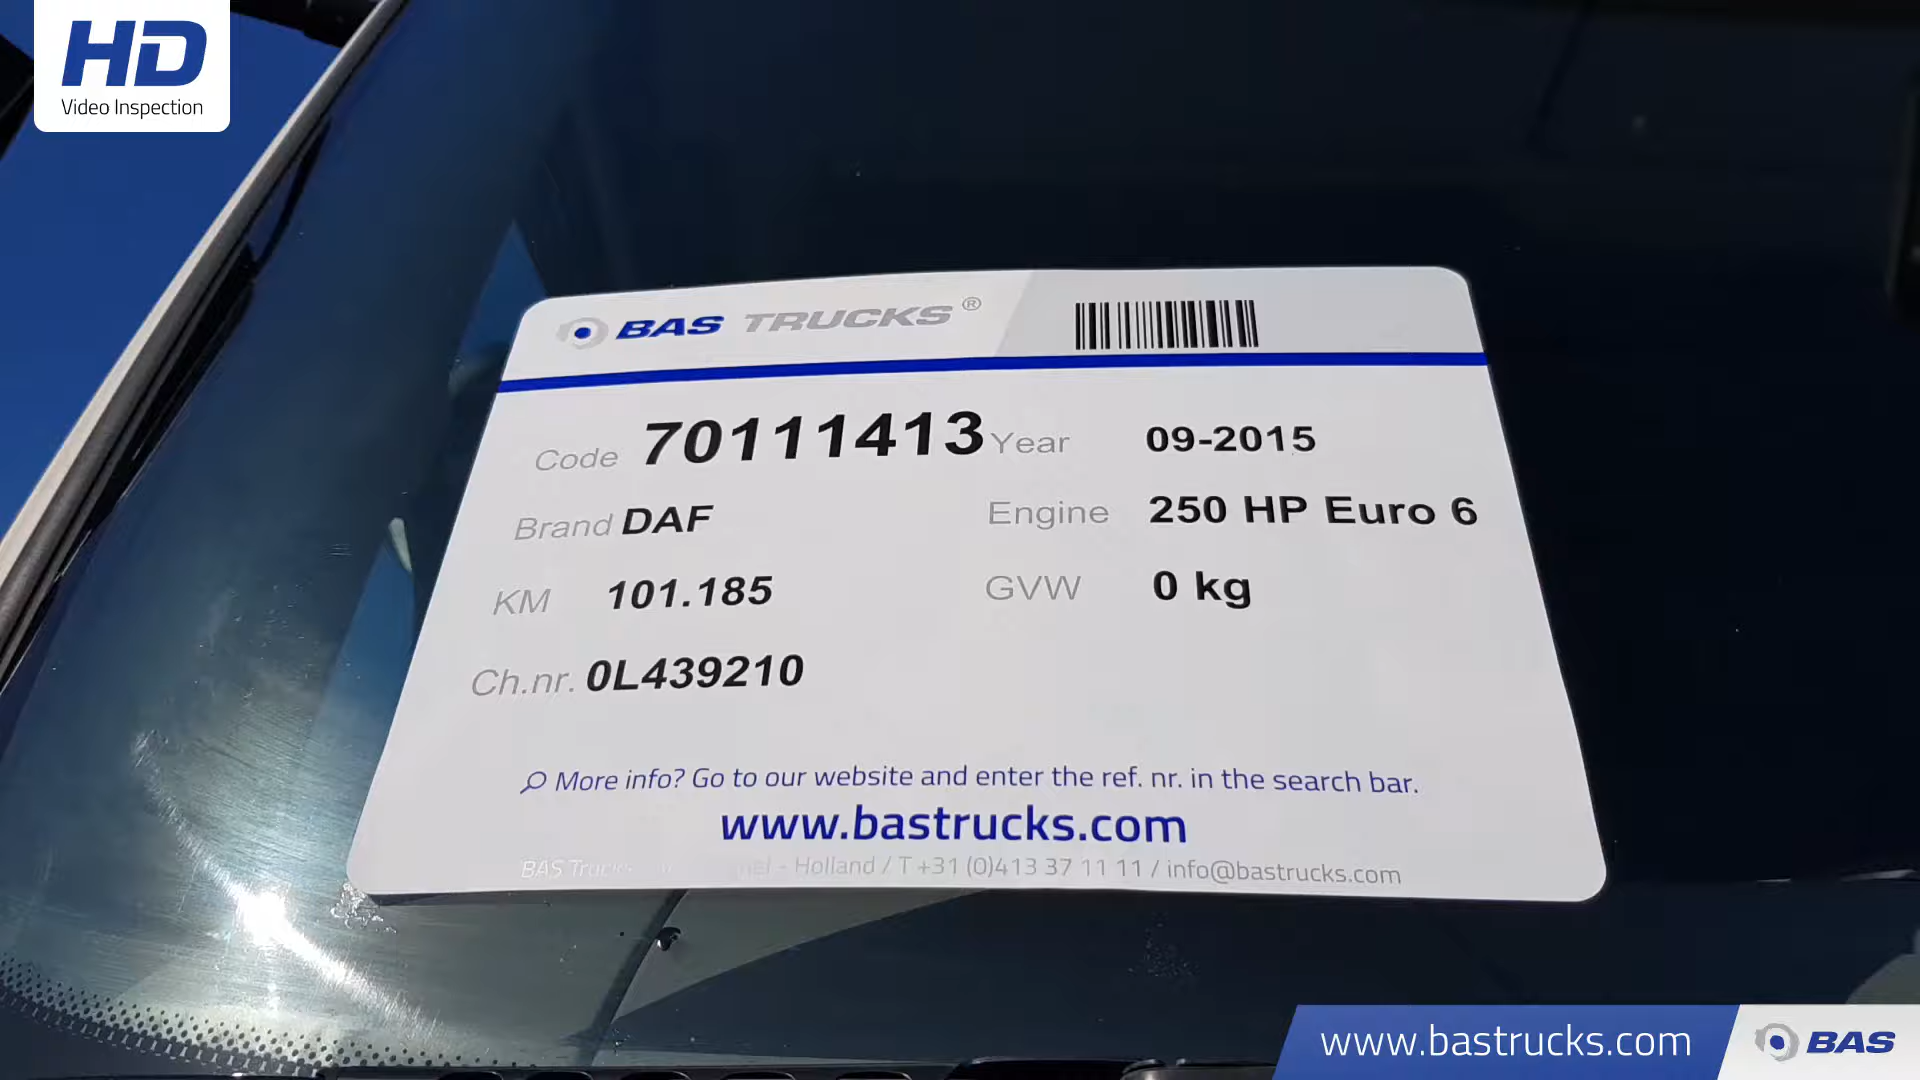 HD
Video Inspection
BAS TRUCKS®
Code 70111413 Year 09-2015
Brand DAF Engine 250 HP Euro 6
KM 101.185 GVW 0 kg
Ch.nr. 0L439210
More info? Go to our website and enter the ref. nr. in the search bar.
www.bastrucks.com
BAS Trucks - Holland / T +31 (0)413 37 11 11 / info@bastrucks.com
www.bastrucks.com BAS